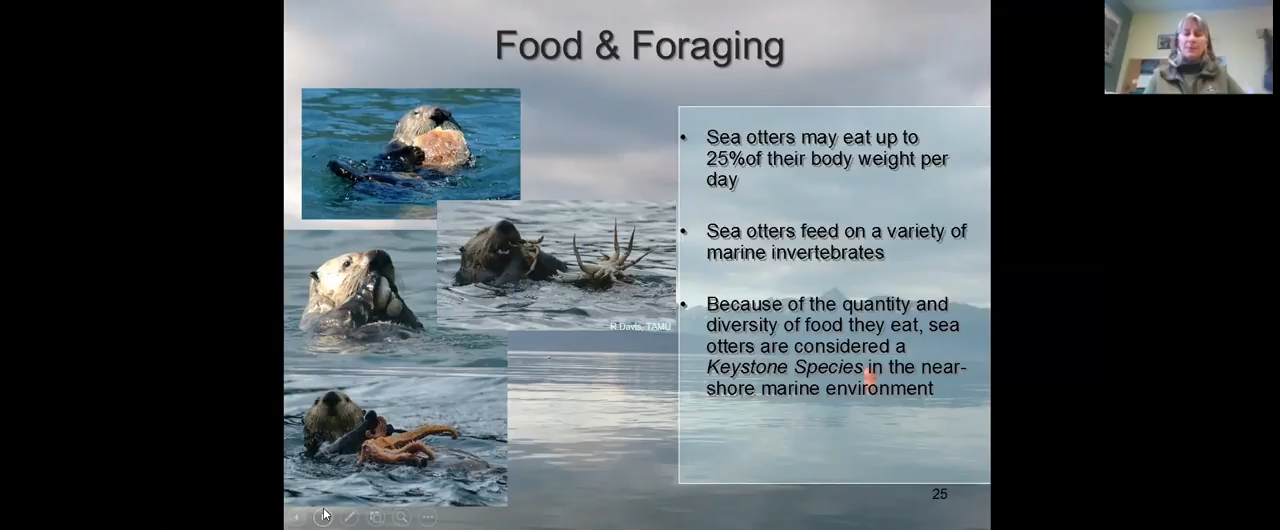 Food & Foraging
• Sea otters may eat up to
25%of their body weight per
day
• Sea otters feed on a variety of
marine invertebrates
• Because of the quantity and
diversity of food they eat, sea
otters are considered a
Keystone Species in the near-
shore marine environment
R Davis, TAMU
25